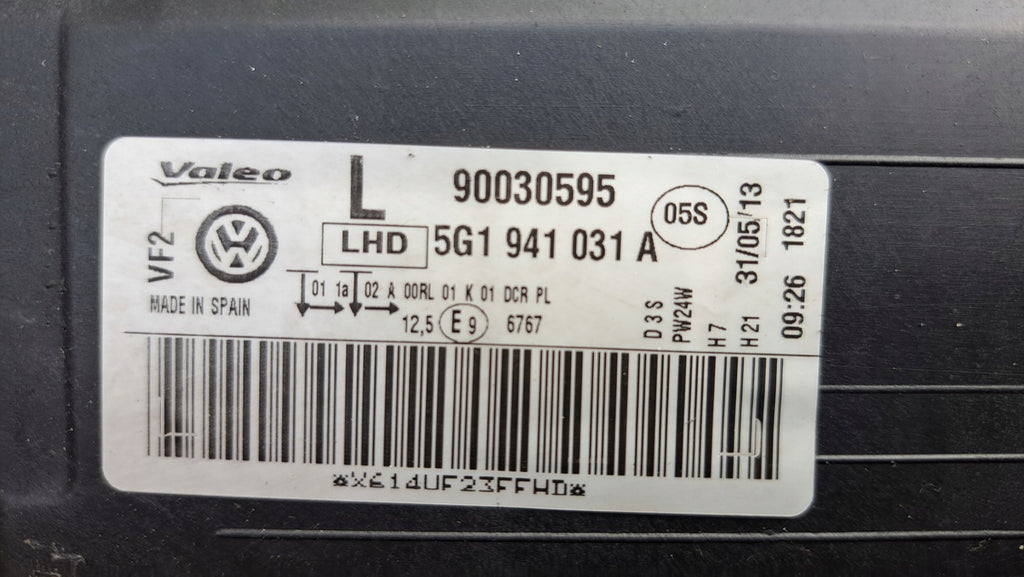 Valeo
L
90030595
05S
VF2
LHD
5G1 941 031 A
MADE IN SPAIN
01 1a 02 A 00RL 01 K 01 DCR PL
12,5 E9 6767
D3S
PW24W
H7
H21
31/05/13
09:26 1821